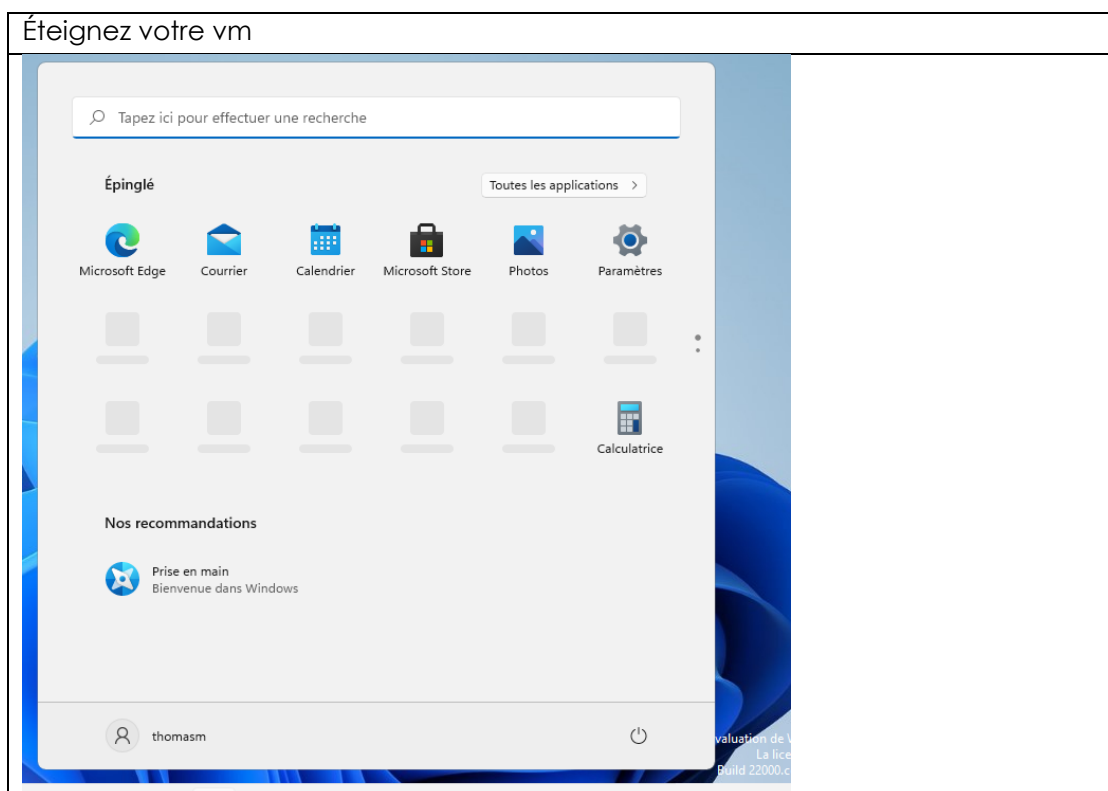 Éteignez votre vm
Tapez ici pour effectuer une recherche
Épinglé
Toutes les applications >
Microsoft Edge
Courrier
Calendrier
Microsoft Store
Photos
Paramètres
Calculatrice
Nos recommandations
Prise en main
Bienvenue dans Windows
thomasm
valuation de
La lice
Build 22000.c